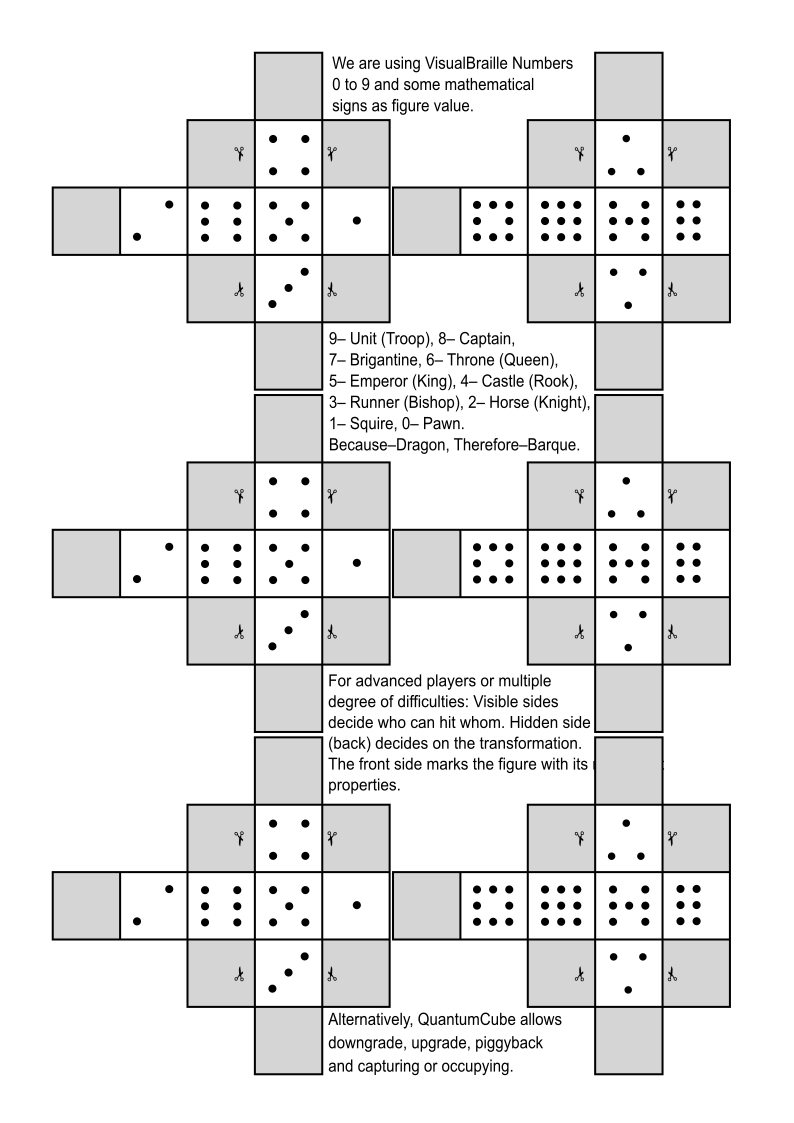 We are using VisualBraille Numbers
0 to 9 and some mathematical
signs as figure value.
9– Unit (Troop), 8– Captain,
7– Brigantine, 6– Throne (Queen),
5– Emperor (King), 4– Castle (Rook),
3– Runner (Bishop), 2– Horse (Knight),
1– Squire, 0– Pawn.
Because–Dragon, Therefore–Barque.
For advanced players or multiple
degree of difficulties: Visible sides
decide who can hit whom. Hidden side
(back) decides on the transformation.
The front side marks the figure with its
properties.
Alternatively, QuantumCube allows
downgrade, upgrade, piggyback
and capturing or occupying.